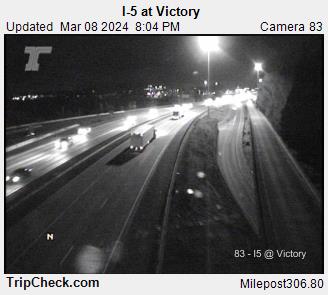 I-5 at Victory
Updated Mar 08 2024 8:04 PM Camera 83
T
N
83 - I5 @ Victory
TripCheck.com Milepost306.80